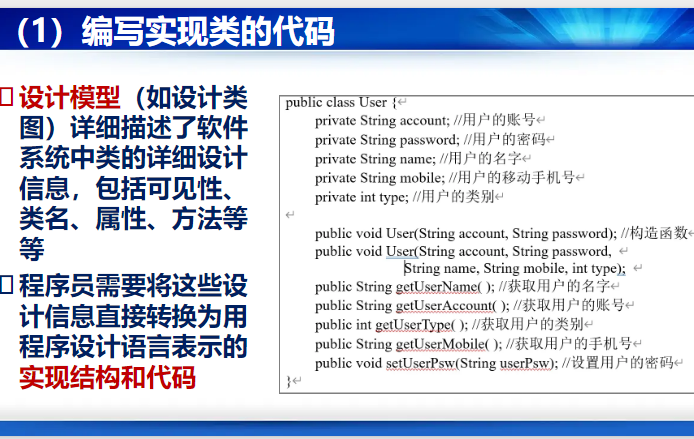 （1）编写实现类的代码
设计模型（如设计类
图）详细描述了软件
系统中类的详细设计
信息，包括可见性、
类名、属性、方法等
等
程序员需要将这些设
计信息直接转换为用
程序设计语言表示的
实现结构和代码
public class User {
private String account; //用户的账号
private String password; //用户的密码
private String name; //用户的名字
private String mobile; //用户的移动手机号
private int type; //用户的类别
public void User(String account, String password); //构造函数
public void User(String account, String password,
String name, String mobile, int type);
public String getUserName( ); //获取用户的名字
public String getUserAccount( ); //获取用户的账号
public int getUserType( ); //获取用户的类别
public String getUserMobile( ); //获取用户的手机号
public void setUserPsw(String userPsw); //设置用户的密码
}